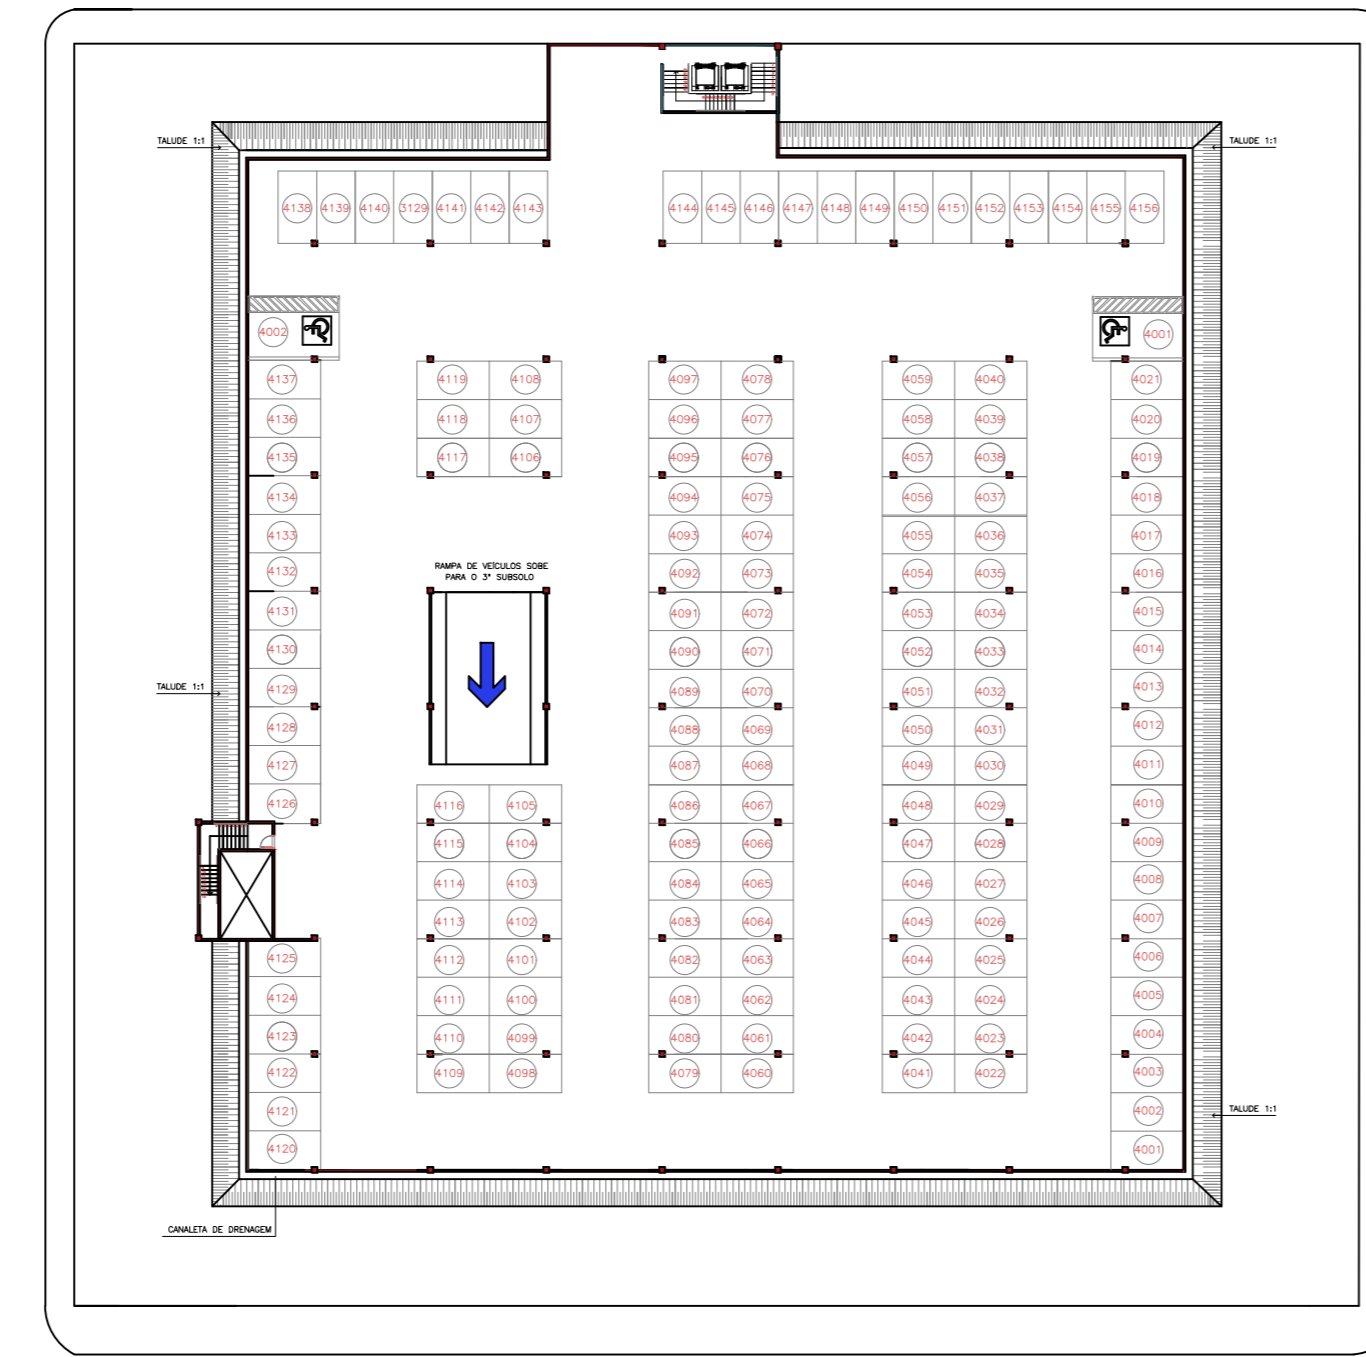 TALUDE 1:1
TALUDE 1:1
4138 4139 4140 3129 4141 4142 4143 4144 4145 4146 4147 4148 4149 4150 4151 4152 4153 4154 4155 4156
4002 4001
4137 4119 4108 4097 4078 4059 4040 4021
4136 4118 4107 4096 4077 4058 4039 4020
4135 4117 4106 4095 4076 4057 4038 4019
4134 4094 4075 4056 4037 4018
4133 4093 4074 4055 4036 4017
RAMPA DE VEÍCULOS SOBE
PARA O 3° SUBSOLO
4132 4092 4073 4054 4035 4016
4131 4091 4072 4053 4034 4015
4130 4090 4071 4052 4033 4014
TALUDE 1:1
4129 4089 4070 4051 4032 4013
4128 4088 4069 4050 4031 4012
4127 4087 4068 4049 4030 4011
4126 4116 4105 4086 4067 4048 4029 4010
4115 4104 4085 4066 4047 4028 4009
4114 4103 4084 4065 4046 4027 4008
4113 4102 4083 4064 4045 4026 4007
4125 4112 4101 4082 4063 4044 4025 4006
4124 4111 4100 4081 4062 4043 4024 4005
4123 4110 4099 4080 4061 4042 4023 4004
4122 4109 4098 4079 4060 4041 4022 4003
4121 4002
TALUDE 1:1
4120 4001
CANALETA DE DRENAGEM